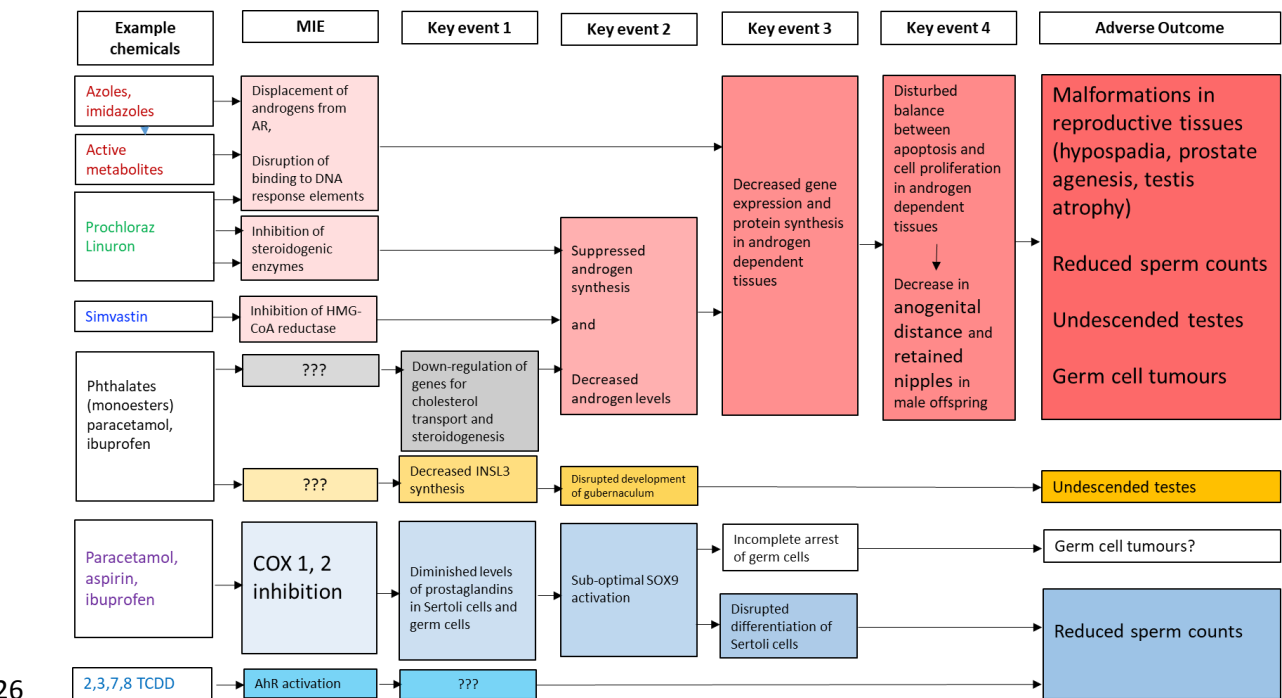 Example
chemicals
MIE
Key event 1
Key event 2
Key event 3
Key event 4
Adverse Outcome
Azoles,
imidazoles
Active
metabolites
Prochloraz
Linuron
Simvastin
Phthalates
(monoesters)
paracetamol,
ibuprofen
Paracetamol,
aspirin,
ibuprofen
2,3,7,8 TCDD
Displacement of
androgens from
AR,
Disruption of
binding to DNA
response elements
Inhibition of
steroidogenic
enzymes
Inhibition of HMG-
CoA reductase
???
???
COX 1, 2
inhibition
AhR activation
Down-regulation of
genes for
cholesterol
transport and
steroidogenesis
Decreased INSL3
synthesis
Diminished levels
of prostaglandins
in Sertoli cells and
germ cells
???
Suppressed
androgen
synthesis
and
Decreased
androgen levels
Disrupted development
of gubernaculum
Sub-optimal SOX9
activation
Decreased gene
expression and
protein synthesis
in androgen
dependent
tissues
Incomplete arrest
of germ cells
Disrupted
differentiation of
Sertoli cells
Disturbed
balance
between
apoptosis and
cell proliferation
in androgen
dependent
tissues
Decrease in
anogenital
distance and
retained
nipples in
male offspring
Malformations in
reproductive tissues
(hypospadia, prostate
agenesis, testis
atrophy)
Reduced sperm counts
Undescended testes
Germ cell tumours
Undescended testes
Germ cell tumours?
Reduced sperm counts
26